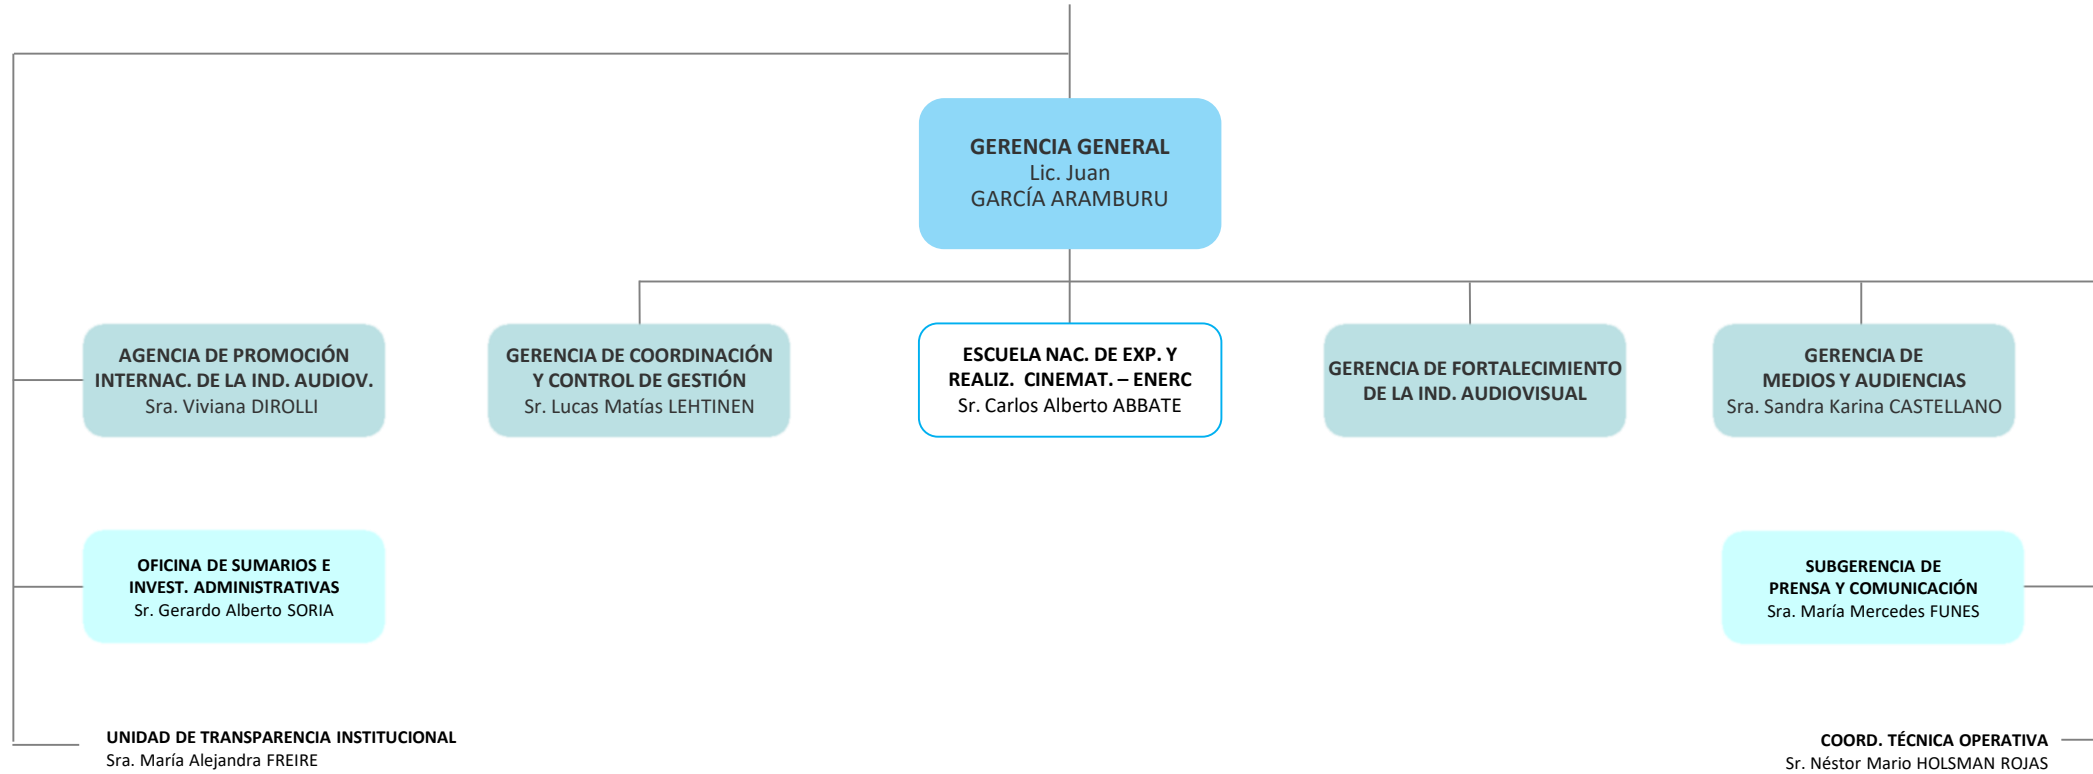 GERENCIA GENERAL
Lic. Juan
GARCÍA ARAMBURU
AGENCIA DE PROMOCIÓN
INTERNAC. DE LA IND. AUDIOV.
Sra. Viviana DIROLLI
GERENCIA DE COORDINACIÓN
Y CONTROL DE GESTIÓN
Sr. Lucas Matías LEHTINEN
ESCUELA NAC. DE EXP. Y
REALIZ. CINEMAT. – ENERC
Sr. Carlos Alberto ABBATE
GERENCIA DE FORTALECIMIENTO
DE LA IND. AUDIOVISUAL
GERENCIA DE
MEDIOS Y AUDIENCIAS
Sra. Sandra Karina CASTELLANO
OFICINA DE SUMARIOS E
INVEST. ADMINISTRATIVAS
Sr. Gerardo Alberto SORIA
SUBGERENCIA DE
PRENSA Y COMUNICACIÓN
Sra. María Mercedes FUNES
UNIDAD DE TRANSPARENCIA INSTITUCIONAL
Sra. María Alejandra FREIRE
COORD. TÉCNICA OPERATIVA
Sr. Néstor Mario HOLSMAN ROJAS